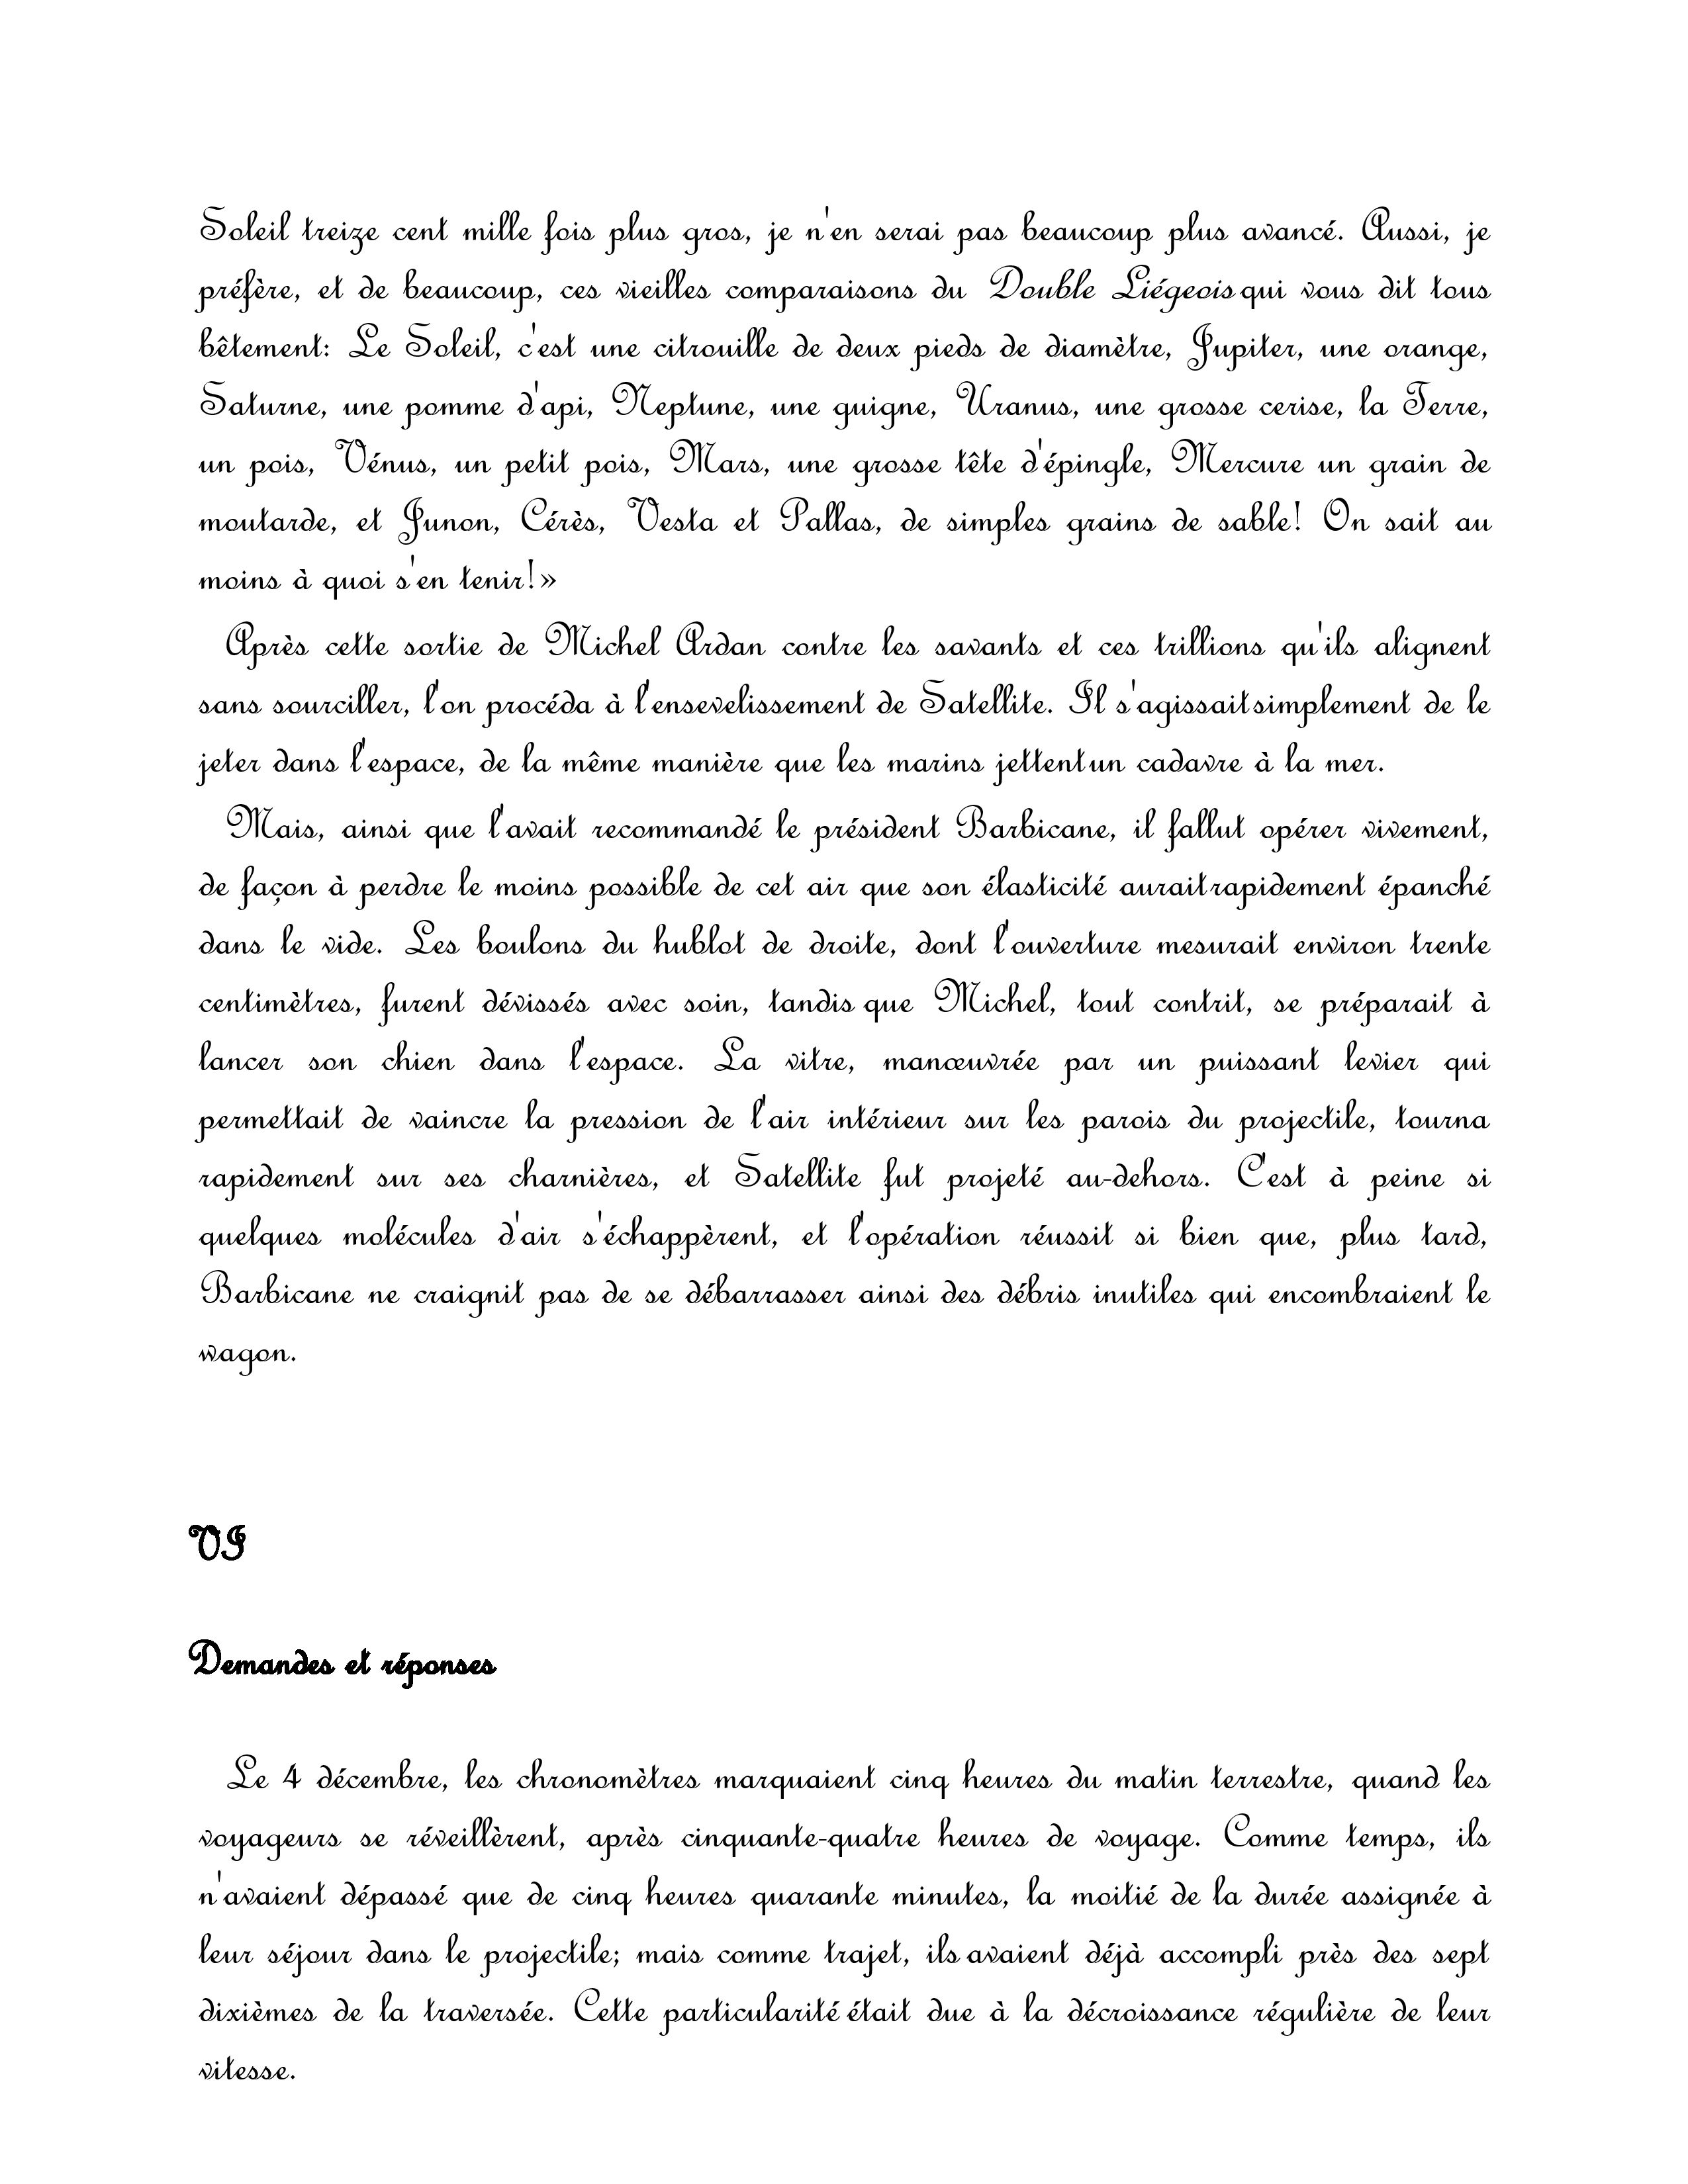 Soleil treize cent mille fois plus gros, je n'en serai pas beaucoup plus avancé. Aussi, je
préfère, et de beaucoup, ces vieilles comparaisons du Double Liégeois qui vous dit tous
bêtement: Le Soleil, c'est une citrouille de deux pieds de diamètre, Jupiter, une orange,
Saturne, une pomme d'api, Neptune, une guigne, Uranus, une grosse cerise, la Terre,
un pois, Vénus, un petit pois, Mars, une grosse tête d'épingle, Mercure un grain de
moutarde, et Junon, Cérès, Vesta et Pallas, de simples grains de sable! On sait au
moins à quoi s'en tenir!»
Après cette sortie de Michel Ardan contre les savants et ces trillions qu'ils alignent
sans sourciller, l'on procéda à l'ensevelissement de Satellite. Il s'agissait simplement de le
jeter dans l'espace, de la même manière que les marins jettent un cadavre à la mer.
Mais, ainsi que l'avait recommandé le président Barbicane, il fallut opérer vivement,
de façon à perdre le moins possible de cet air que son élasticité aurait rapidement épanché
dans le vide. Les boulons du hublot de droite, dont l'ouverture mesurait environ trente
centimètres, furent dévissés avec soin, tandis que Michel, tout contrit, se préparait à
lancer son chien dans l'espace. La vitre, manœuvrée par un puissant levier qui
permettait de vaincre la pression de l'air intérieur sur les parois du projectile, tourna
rapidement sur ses charnières, et Satellite fut projeté au-dehors. C'est à peine si
quelques molécules d'air s'échappèrent, et l'opération réussit si bien que, plus tard,
Barbicane ne craignit pas de se débarrasser ainsi des débris inutiles qui encombraient le
wagon.
VI
Demandes et réponses
Le 4 décembre, les chronomètres marquaient cinq heures du matin terrestre, quand les
voyageurs se réveillèrent, après cinquante-quatre heures de voyage. Comme temps, ils
n'avaient dépassé que de cinq heures quarante minutes, la moitié de la durée assignée à
leur séjour dans le projectile; mais comme trajet, ils avaient déjà accompli près des sept
dixièmes de la traversée. Cette particularité était due à la décroissance régulière de leur
vitesse.